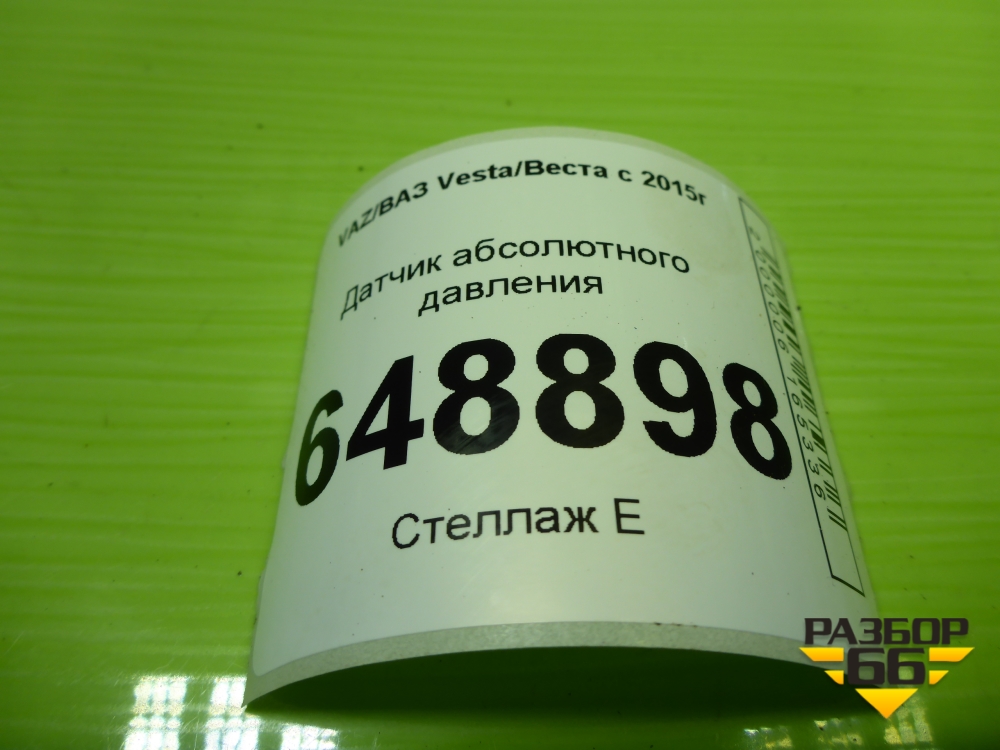 VAZ/ВАЗ Vesta/Веста с 2015г
Датчик абсолютного
давления
648898
Стеллаж Е
РАЗБОР
66